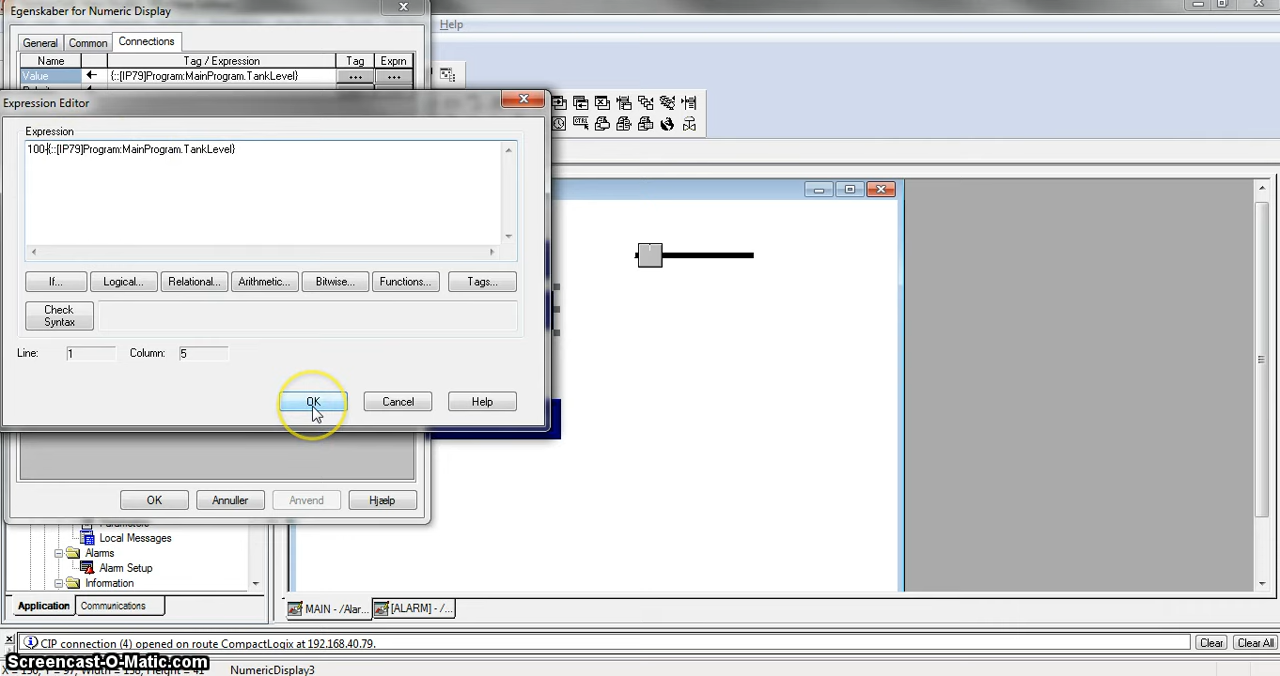 Egenskaber for Numeric Display
Help
General Common Connections
Name Tag / Expression Tag Exprn
Value {::[IP79]Program:MainProgram.TankLevel} ... ...
Expression Editor
Expression
100-{::[IP79]Program:MainProgram.TankLevel}
If... Logical... Relational... Arithmetic... Bitwise... Functions... Tags...
Check
Syntax
Line: 1 Column: 5
OK Cancel Help
OK Annuller Anvend Hjælp
Parameters
Local Messages
Alarms
Alarm Setup
Information
Application Communications
MAIN - /Alar... [ALARM] - /...
CIP connection (4) opened on route CompactLogix at 192.168.40.79.
Clear Clear All
Screencast-O-Matic.com
NumericDisplay3